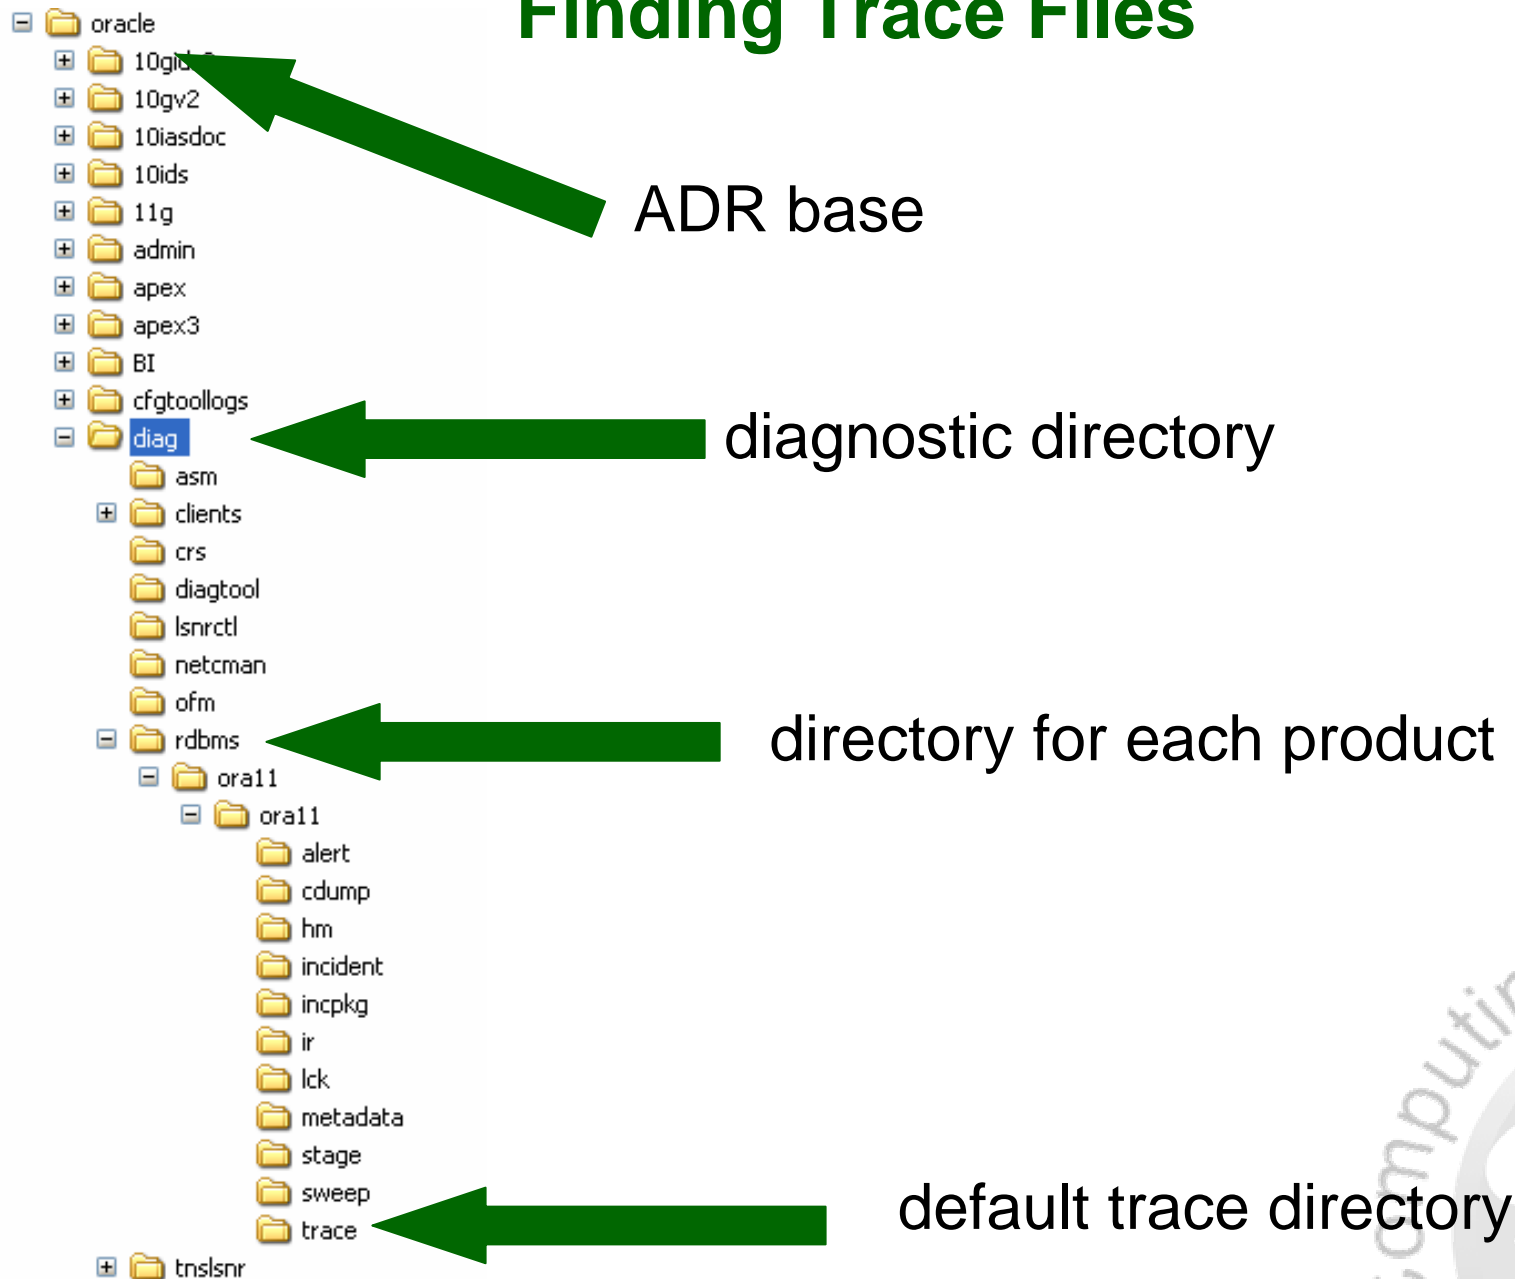 Finding Trace Files
oracle
10gv2
10iasdoc
10ids
11g
admin
apex
apex3
BI
cfgtoollogs
diag
asm
clients
crs
diagtool
lsnrctl
netcman
ofm
rdbms
ora11
ora11
alert
cdump
hm
incident
incpkg
ir
lck
metadata
stage
sweep
trace
tnslsnr
ADR base
diagnostic directory
directory for each product
default trace directory